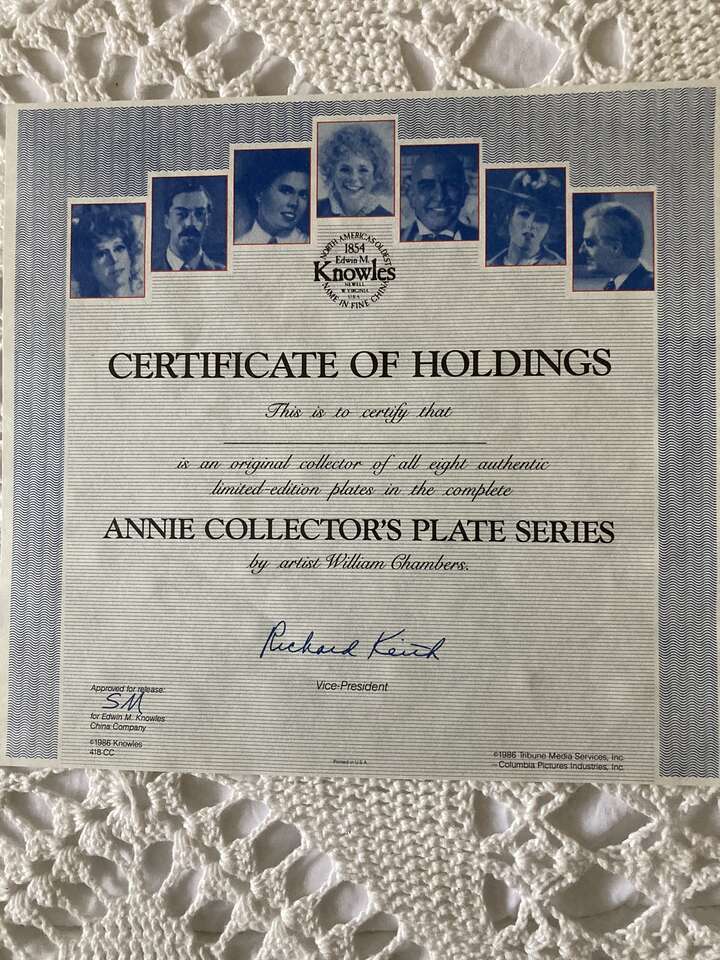 NORTH AMERICA'S OLDEST
1854
Edwin M.
Knowles
NEWELL
W. VIRGINIA
U.S.A.
NAME IN FINE CHINA
CERTIFICATE OF HOLDINGS
This is to certify that
is an original collector of all eight authentic
limited-edition plates in the complete
ANNIE COLLECTOR'S PLATE SERIES
by artist William Chambers.
Richard Keith
Vice-President
Approved for release:
SM
for Edwin M. Knowles
China Company
©1986 Knowles
418-CC
Printed in U.S.A.
©1986 Tribune Media Services, Inc.
—Columbia Pictures Industries, Inc.